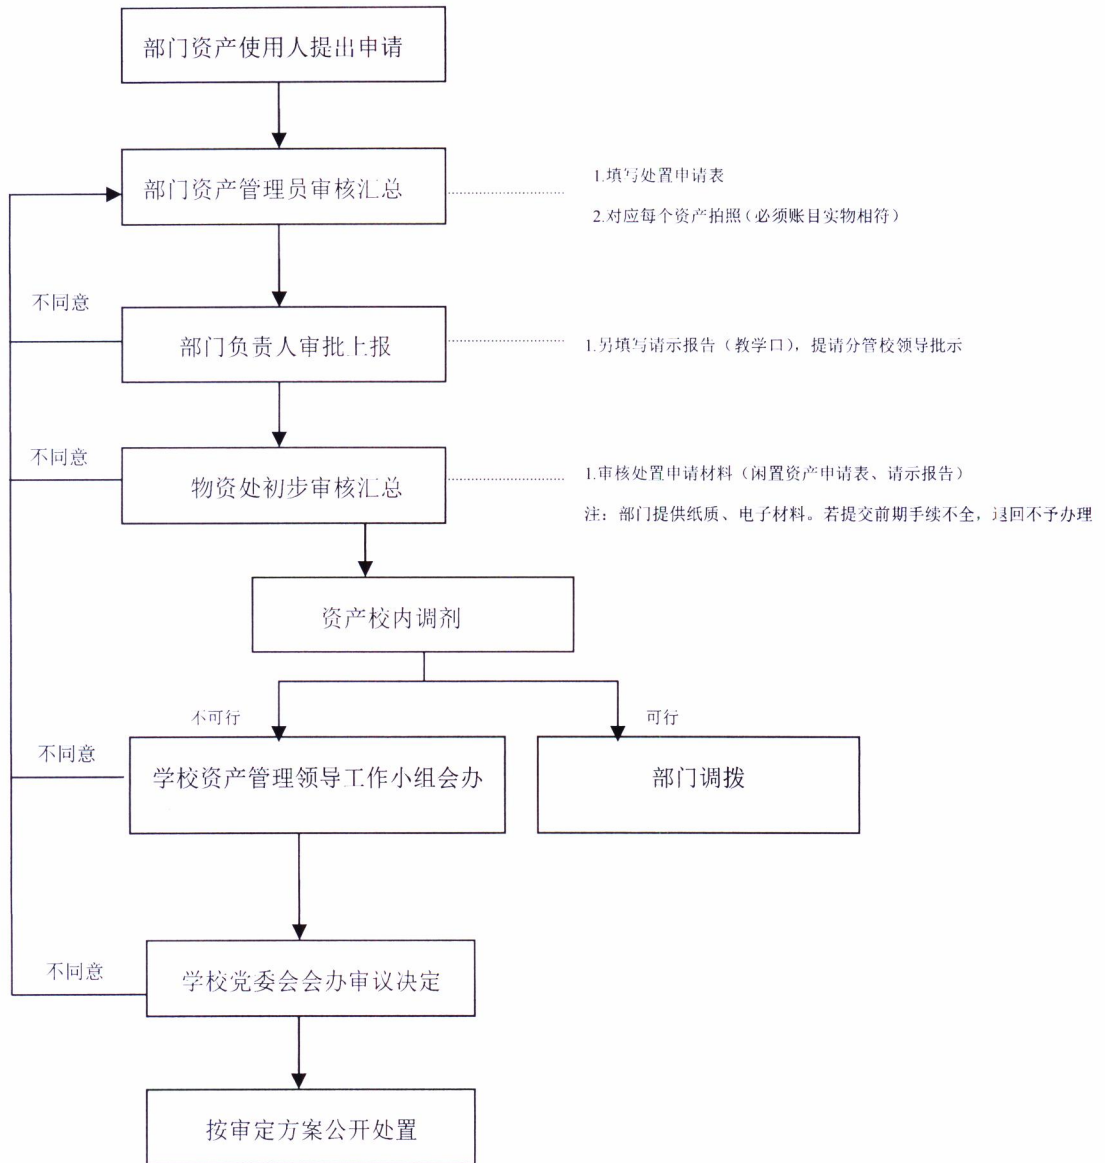 部门资产使用人提出申请
部门资产管理员审核汇总
1.填写处置申请表
2.对应每个资产拍照（必须账目实物相符）
不同意
部门负责人审批上报
1.另填写请示报告（教学口），提请分管校领导批示
不同意
物资处初步审核汇总
1.审核处置申请材料（闲置资产申请表、请示报告）
注：部门提供纸质、电子材料。若提交前期手续不全，退回不予办理
资产校内调剂
不可行
可行
不同意
学校资产管理领导工作小组会办
部门调拨
不同意
学校党委会会办审议决定
按审定方案公开处置